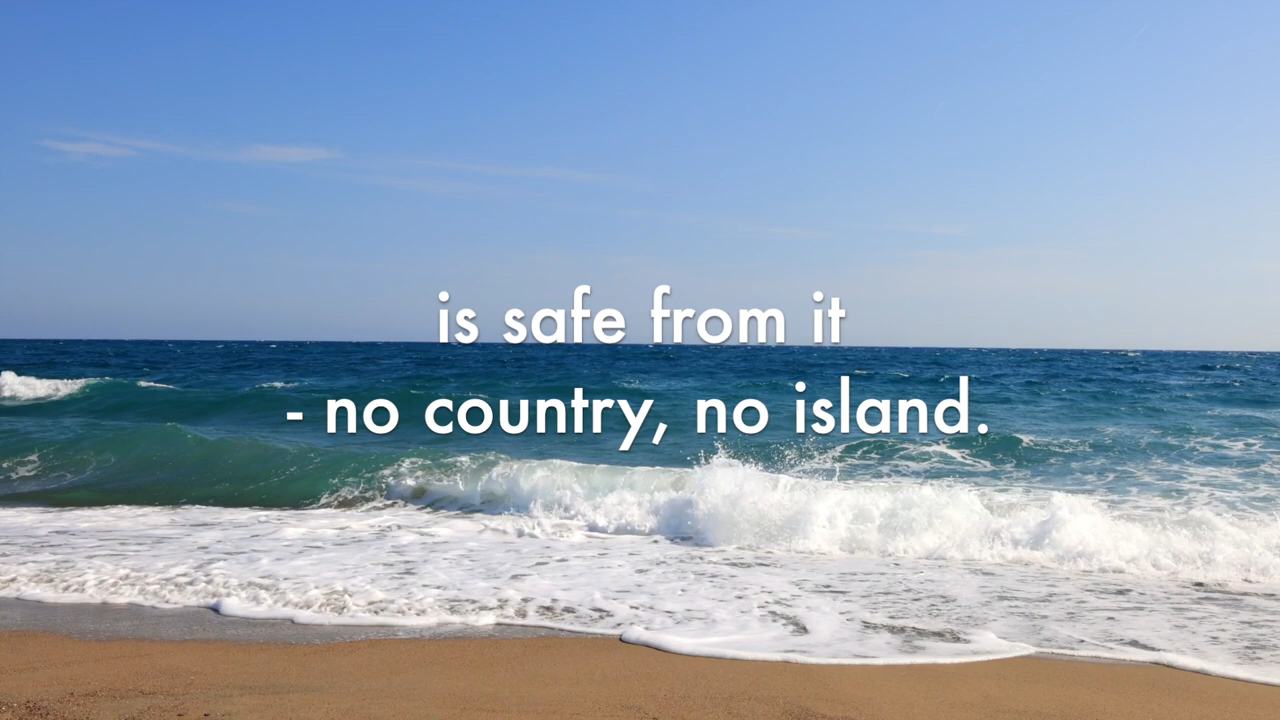 is safe from it
- no country, no island.